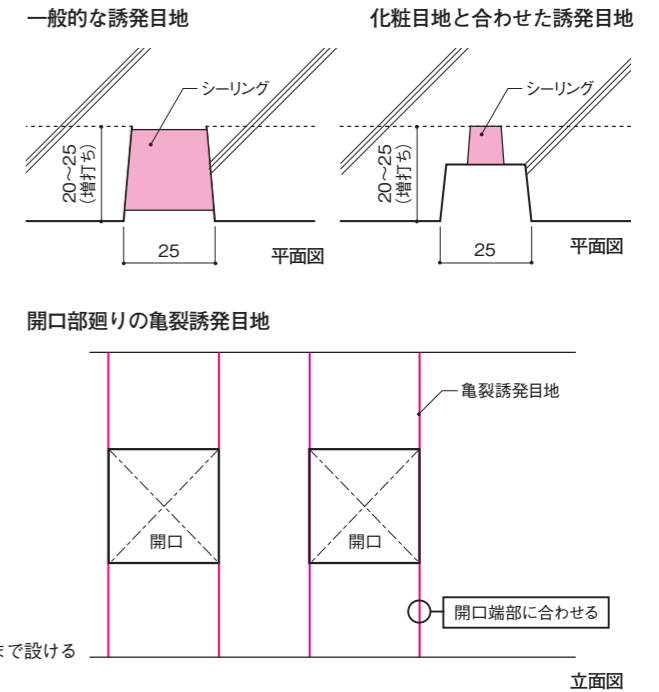 一般的な誘発目地
化粧目地と合わせた誘発目地
シーリング
20〜25
(増打ち)
25
平面図
シーリング
20〜25
(増打ち)
25
平面図
開口部廻りの亀裂誘発目地
亀裂誘発目地
開口
開口
開口端部に合わせる
まで設ける
立面図